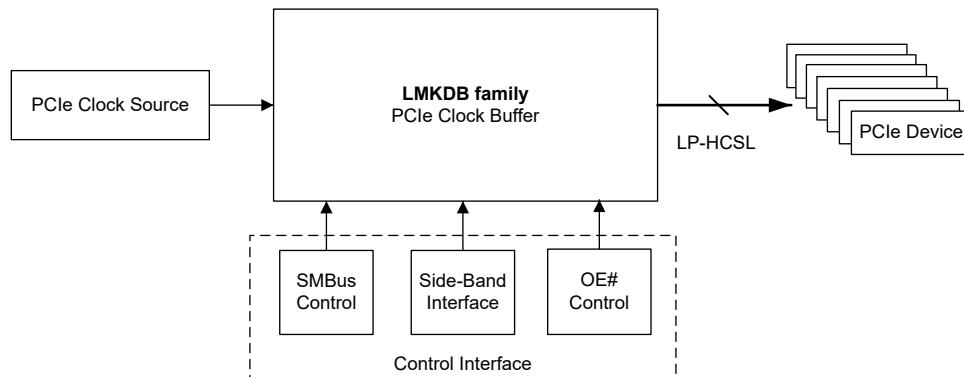 PCIe Clock Source
LMKDB family
PCIe Clock Buffer
LP-HCSL
PCIe Device
SMBus
Control
Side-Band
Interface
OE#
Control
Control Interface